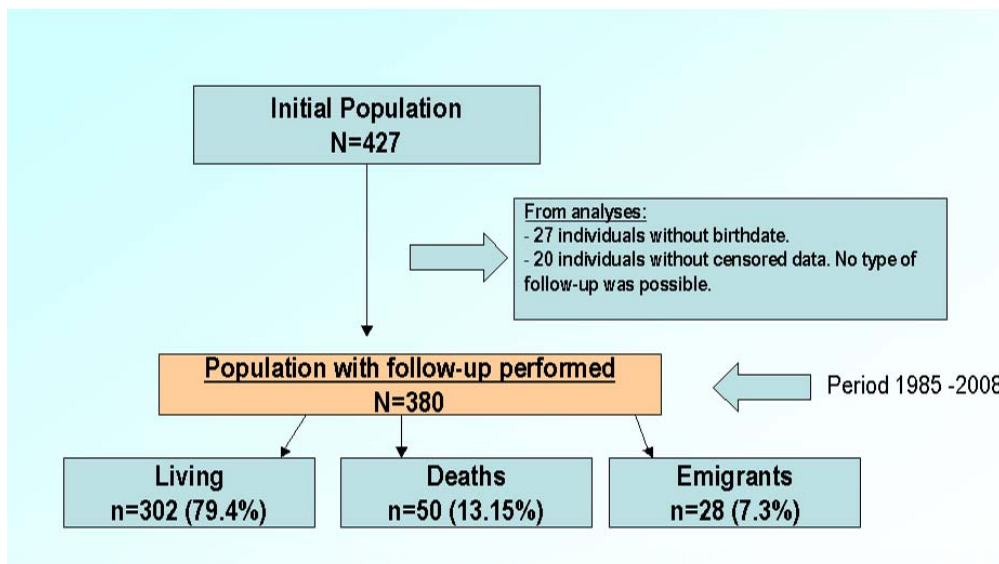 Initial Population
N=427
From analyses:
- 27 individuals without birthdate.
- 20 individuals without censored data. No type of
follow-up was possible.
Population with follow-up performed
N=380
Period 1985 -2008
Living
n=302 (79.4%)
Deaths
n=50 (13.15%)
Emigrants
n=28 (7.3%)